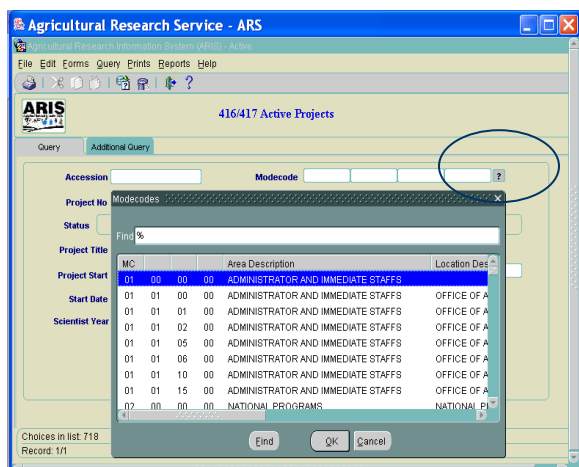 Agricultural Research Service - ARS
Agricultural Research Information System (ARIS) - Active
File Edit Forms Query Prints Reports Help
ARIS
416/417 Active Projects
Query Additional Query
Accession Modecode ?
Project No
Status
Project Title
Project Start
Start Date
Scientist Year
Modecodes X
Find %
MC Area Description Location Des
01 00 00 00 ADMINISTRATOR AND IMMEDIATE STAFFS
01 01 00 00 ADMINISTRATOR AND IMMEDIATE STAFFS OFFICE OF A
01 01 01 00 ADMINISTRATOR AND IMMEDIATE STAFFS OFFICE OF A
01 01 02 00 ADMINISTRATOR AND IMMEDIATE STAFFS OFFICE OF A
01 01 05 00 ADMINISTRATOR AND IMMEDIATE STAFFS OFFICE OF A
01 01 06 00 ADMINISTRATOR AND IMMEDIATE STAFFS OFFICE OF A
01 01 10 00 ADMINISTRATOR AND IMMEDIATE STAFFS OFFICE OF A
01 01 15 00 ADMINISTRATOR AND IMMEDIATE STAFFS OFFICE OF A
02 00 00 00 NATIONAL PROGRAMS NATIONAL P
Find OK Cancel
Choices in list: 718
Record: 1/1